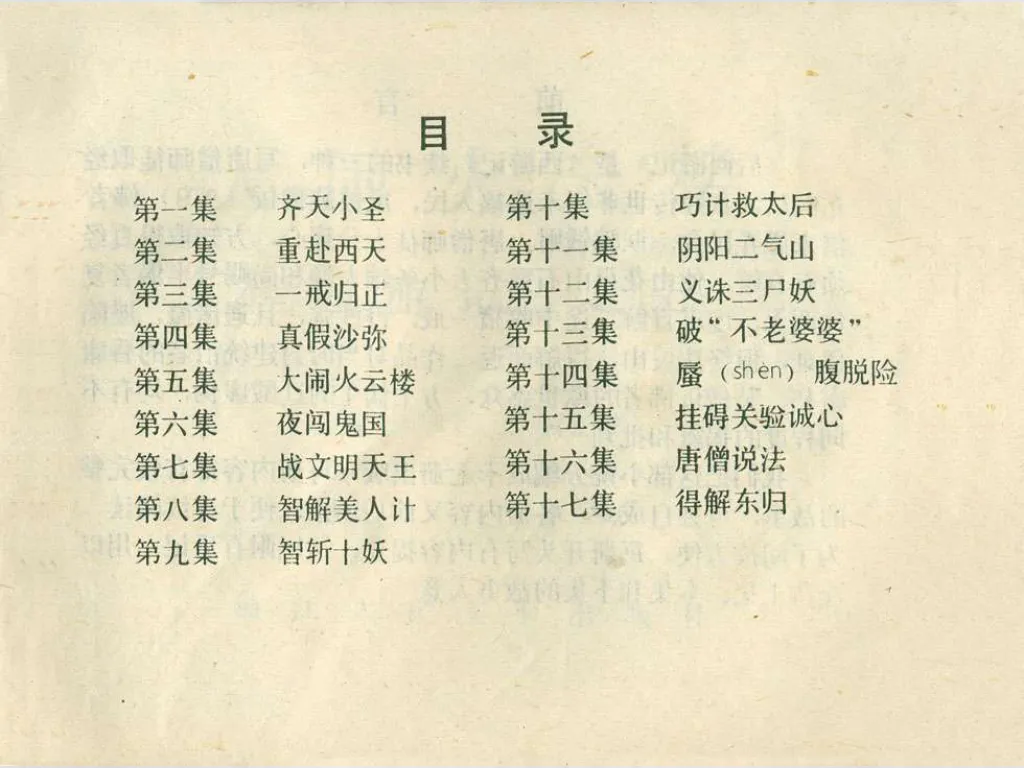 目 录
第一集 齐天小圣
第二集 重赴西天
第三集 一戒归正
第四集 真假沙弥
第五集 大闹火云楼
第六集 夜闯鬼国
第七集 战文明天王
第八集 智解美人计
第九集 智斩十妖
第十集 巧计救太后
第十一集 阴阳二气山
第十二集 义诛三尸妖
第十三集 破“不老婆婆”
第十四集 蜃（shèn）腹脱险
第十五集 挂碍关验诚心
第十六集 唐僧说法
第十七集 得解东归